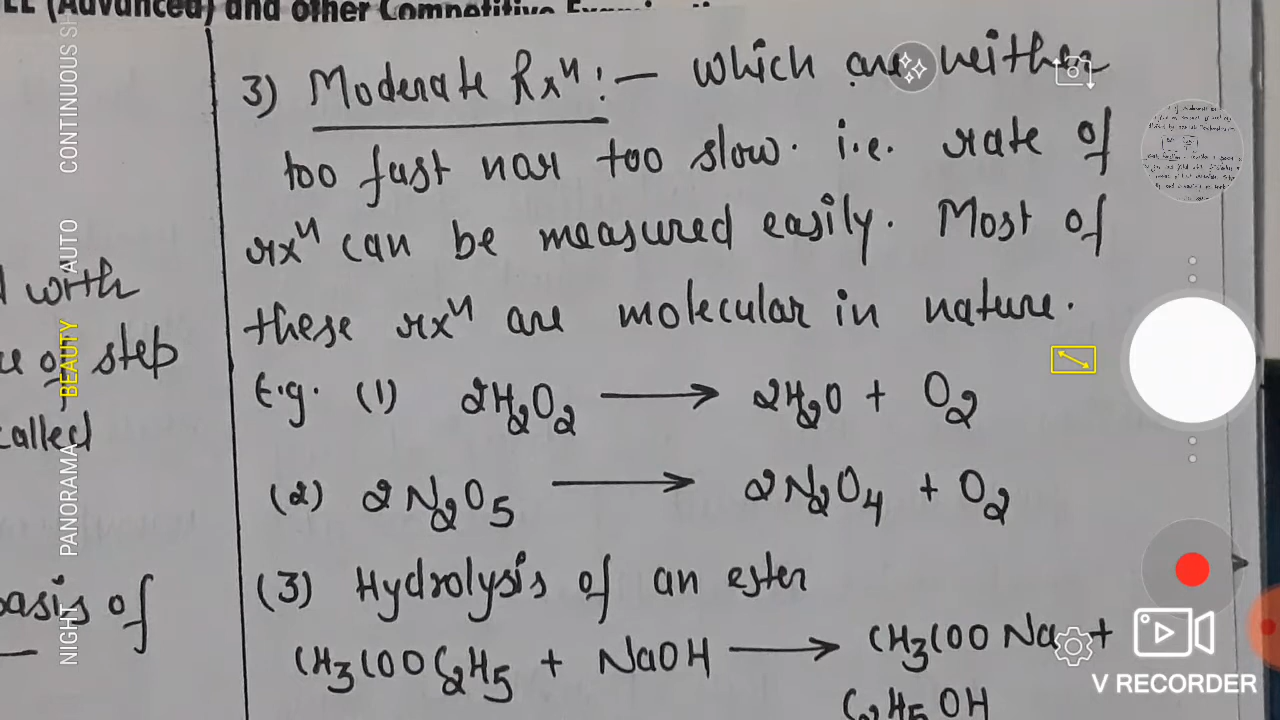 EE (Advanced) and other Competitive
3) Moderate Rxⁿ :— which are neither
too fast nor too slow. i.e. rate of
rxⁿ can be measured easily. Most of
these rxⁿ are molecular in nature.
E.g. (1) 2H₂O₂ ⟶ 2H₂O + O₂
(2) 2N₂O₅ ⟶ 2N₂O₄ + O₂
(3) Hydrolysis of an ester
CH₃COOC₂H₅ + NaOH ⟶ CH₃COONa +
C₂H₅OH
with
of step
called
basis of
CONTINUOUS SH
AUTO
BEAUTY
PANORAMA
NIGHT
V RECORDER